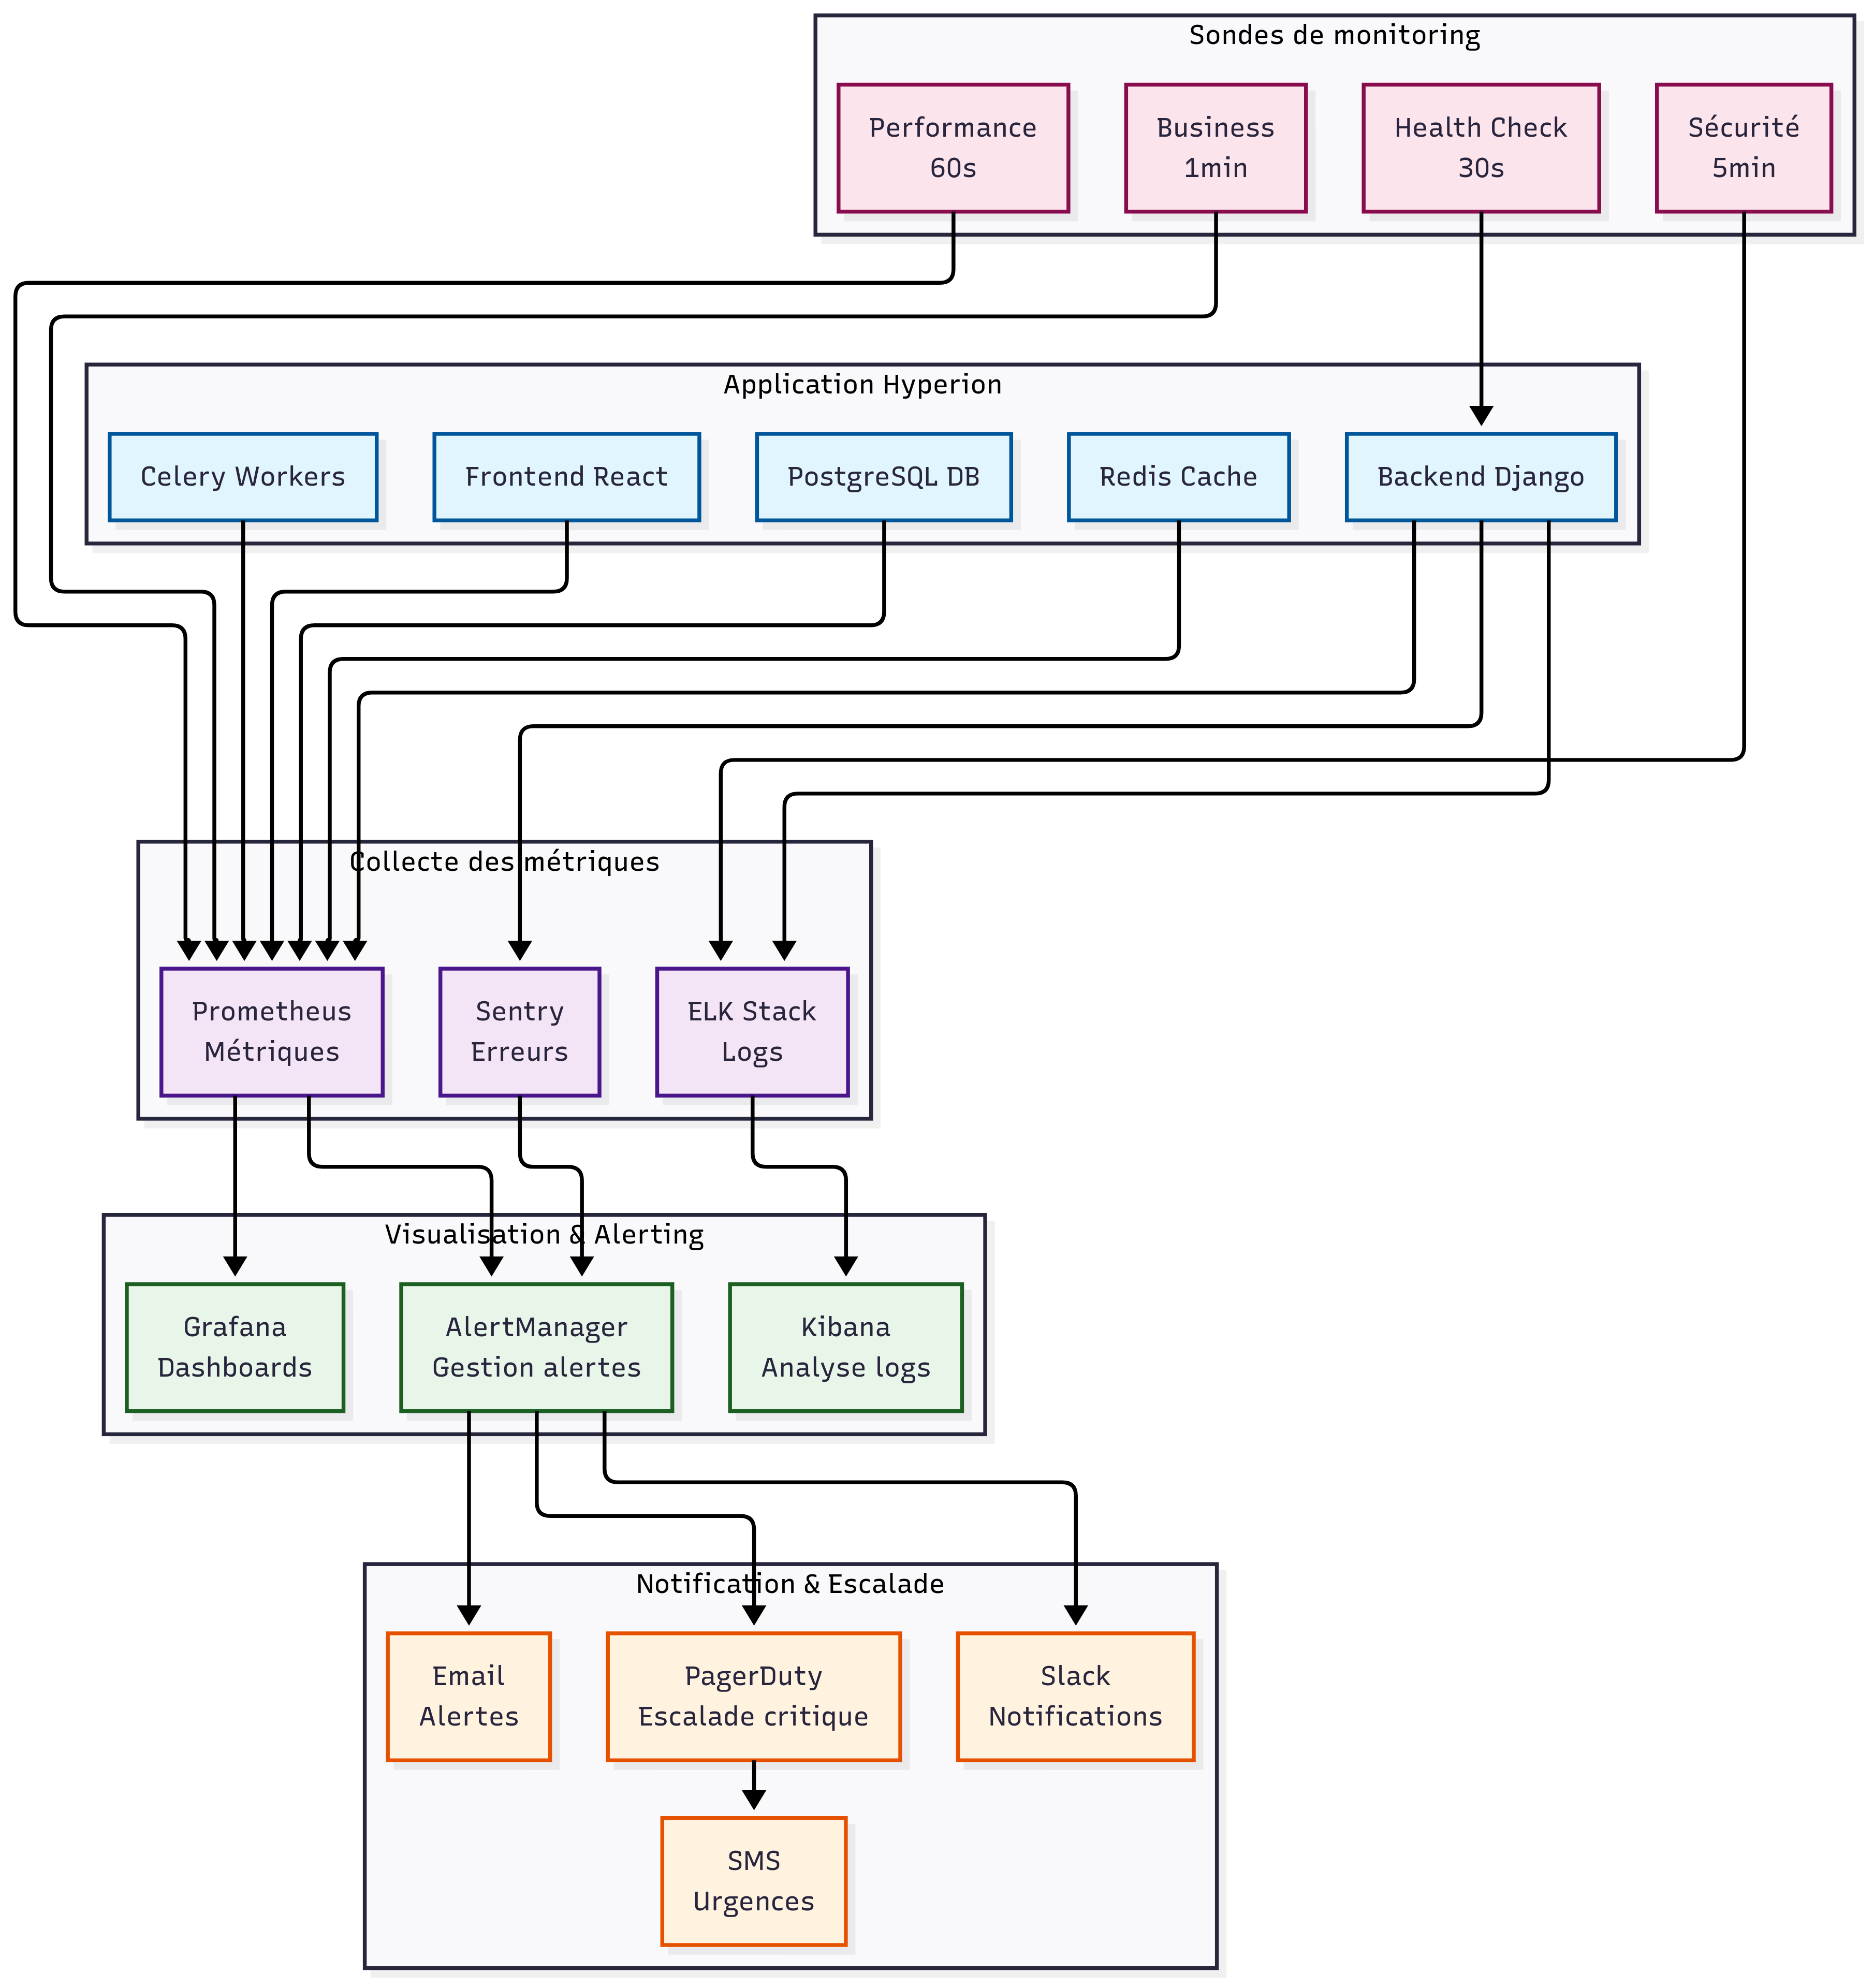 Sondes de monitoring
Performance
60s
Business
1min
Health Check
30s
Sécurité
5min
Application Hyperion
Celery Workers
Frontend React
PostgreSQL DB
Redis Cache
Backend Django
Collecte des métriques
Prometheus
Métriques
Sentry
Erreurs
ELK Stack
Logs
Visualisation & Alerting
Grafana
Dashboards
AlertManager
Gestion alertes
Kibana
Analyse logs
Notification & Escalade
Email
Alertes
PagerDuty
Escalade critique
Slack
Notifications
SMS
Urgences